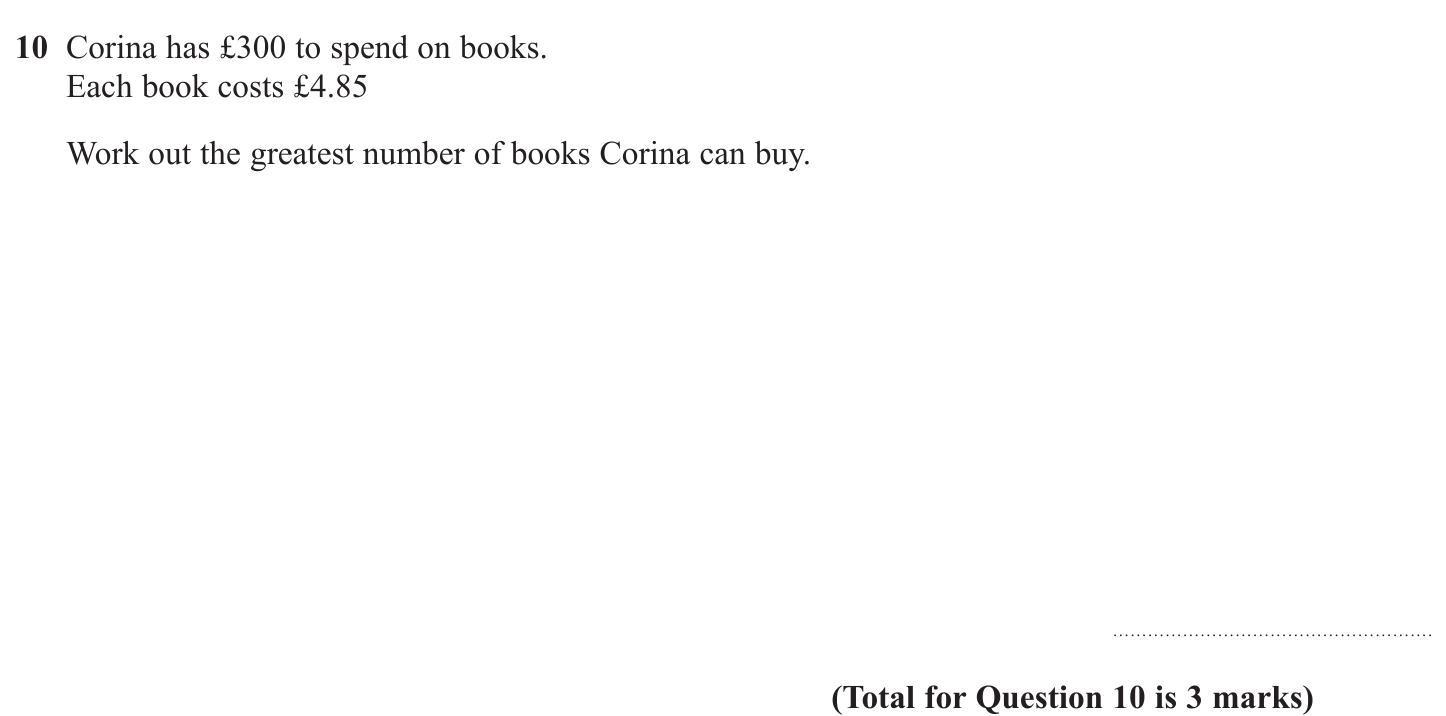 10 Corina has £300 to spend on books.
Each book costs £4.85
Work out the greatest number of books Corina can buy.
(Total for Question 10 is 3 marks)